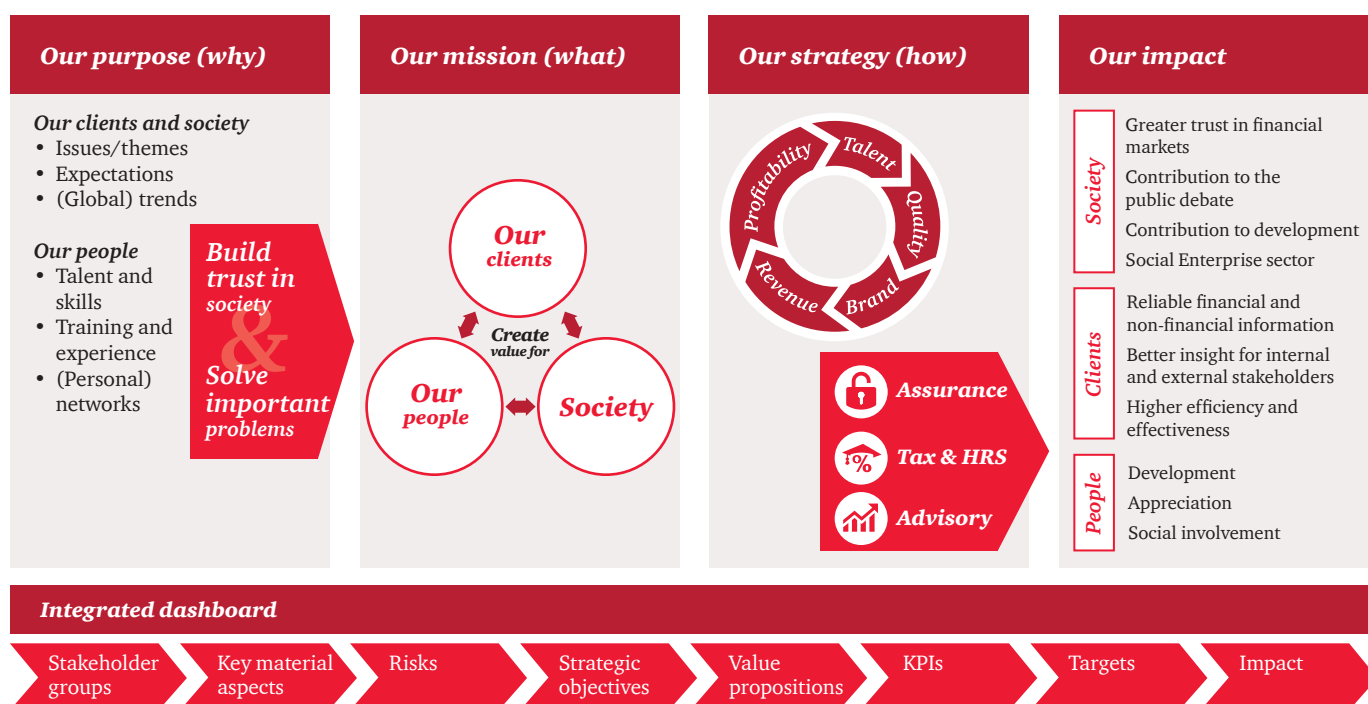 Our purpose (why)
Our clients and society
• Issues/themes
• Expectations
• (Global) trends
Our people
• Talent and
skills
• Training and
experience
• (Personal)
networks
Build
trust in
society
&
Solve
important
problems
Our mission (what)
Our
clients
Create
value for
Our
people
Society
Our strategy (how)
Profitability
Talent
Quality
Brand
Revenue
Assurance
%
Tax & HRS
Advisory
Our impact
Society
Greater trust in financial
markets
Contribution to the
public debate
Contribution to development
Social Enterprise sector
Clients
Reliable financial and
non-financial information
Better insight for internal
and external stakeholders
Higher efficiency and
effectiveness
People
Development
Appreciation
Social involvement
Integrated dashboard
Stakeholder
groups
Key material
aspects
Risks
Strategic
objectives
Value
propositions
KPIs
Targets
Impact